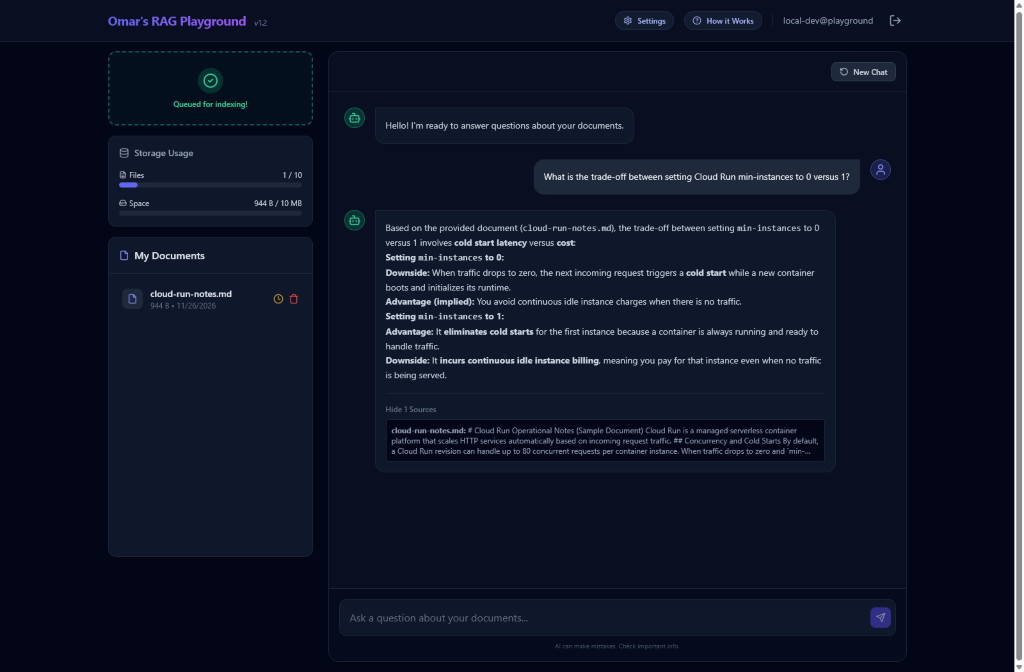 Omar's RAG Playground v1.2
Settings
How it Works
local-dev@playground
Queued for indexing!
Storage Usage
Files 1 / 10
Space 944 B / 10 MB
My Documents
cloud-run-notes.md
944 B • 11/26/2026
New Chat
Hello! I'm ready to answer questions about your documents.
What is the trade-off between setting Cloud Run min-instances to 0 versus 1?
Based on the provided document (cloud-run-notes.md), the trade-off between setting min-instances to 0
versus 1 involves cold start latency versus cost:
Setting min-instances to 0:
Downside: When traffic drops to zero, the next incoming request triggers a cold start while a new container
boots and initializes its runtime.
Advantage (implied): You avoid continuous idle instance charges when there is no traffic.
Setting min-instances to 1:
Advantage: It eliminates cold starts for the first instance because a container is always running and ready to
handle traffic.
Downside: It incurs continuous idle instance billing, meaning you pay for that instance even when no traffic
is being served.
Hide 1 Sources
cloud-run-notes.md: # Cloud Run Operational Notes (Sample Document) Cloud Run is a managed serverless container
platform that scales HTTP services automatically based on incoming request traffic. ## Concurrency and Cold Starts By default,
a Cloud Run revision can handle up to 80 concurrent requests per container instance. When traffic drops to zero and `min-...
Ask a question about your documents...
AI can make mistakes. Check important info.